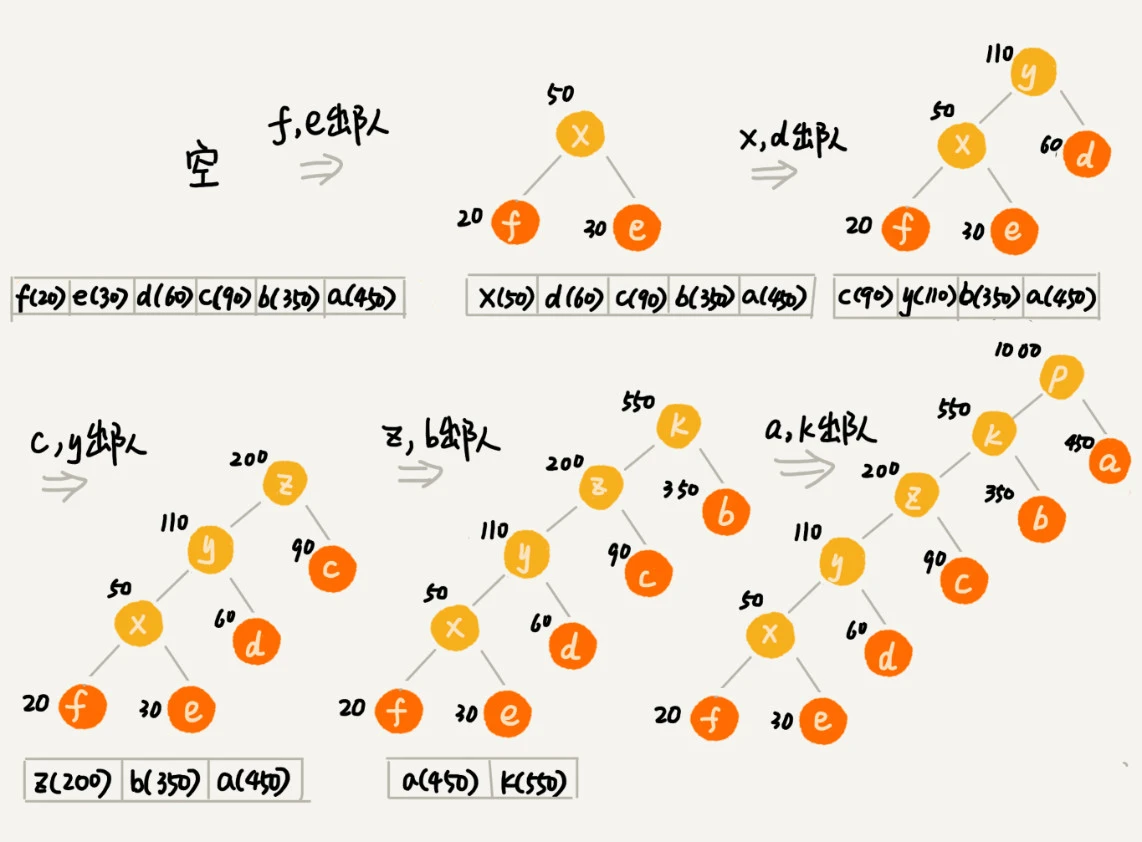 空
f,e出队
50
X
20 f
30 e
x,d出队
110 y
50 x
60 d
20 f
30 e
f(20) e(30) d(60) c(90) b(350) a(450)
X(50) d(60) c(90) b(350) a(450)
c(90) y(110) b(350) a(450)
c,y出队
200 z
110 y
90 c
50 x
60 d
20 f
30 e
z(200) b(350) a(450)
z,b出队
550 k
200 z
350 b
110 y
90 c
50 x
60 d
20 f
30 e
a(450) K(550)
a,k出队
1000 P
550 k
450 a
200 z
350 b
110 y
90 c
50 x
60 d
20 f
30 e